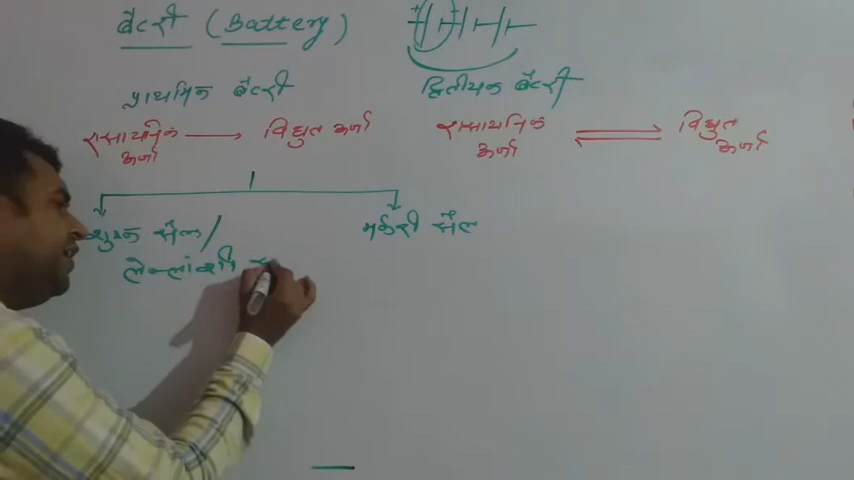 बैटरी (Battery)
प्राथमिक बैटरी
द्वितीयक बैटरी
रासायनिक ऊर्जा → विद्युत ऊर्जा
रासायनिक ऊर्जा ⇌ विद्युत ऊर्जा
शुष्क सैल/
लेक्लांशी
मर्करी सैल